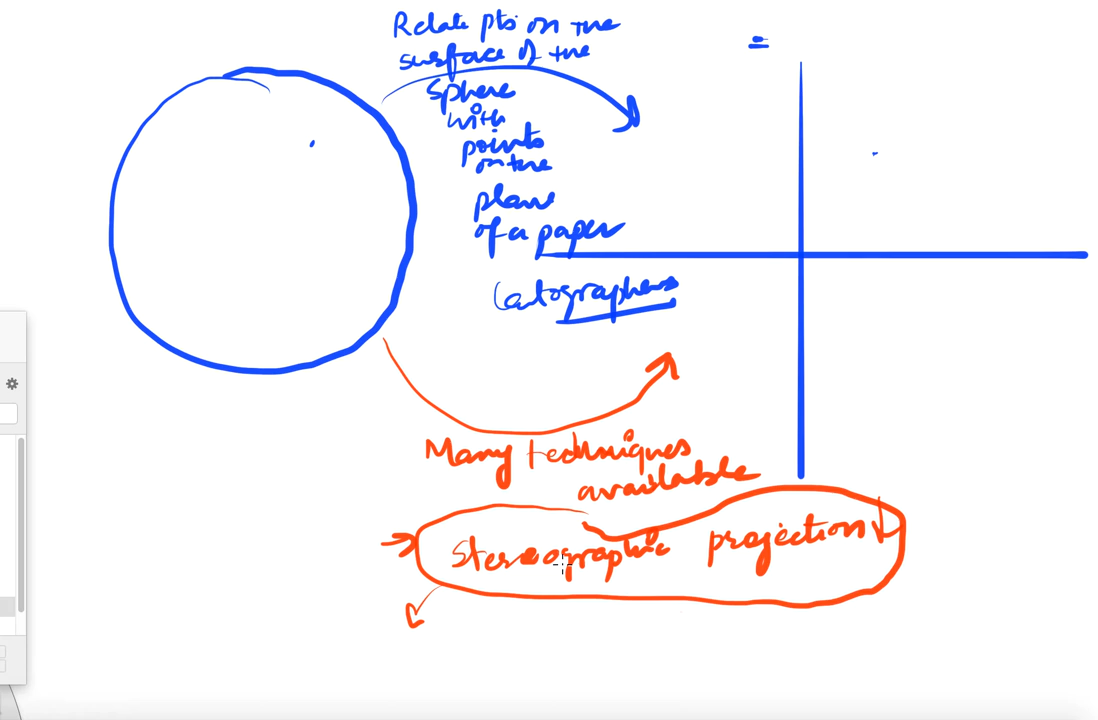 Relate pts on the
surface of the
sphere
with
points
on the
plane
of a paper
Cartographers
=
Many techniques
available
Stereographic projection